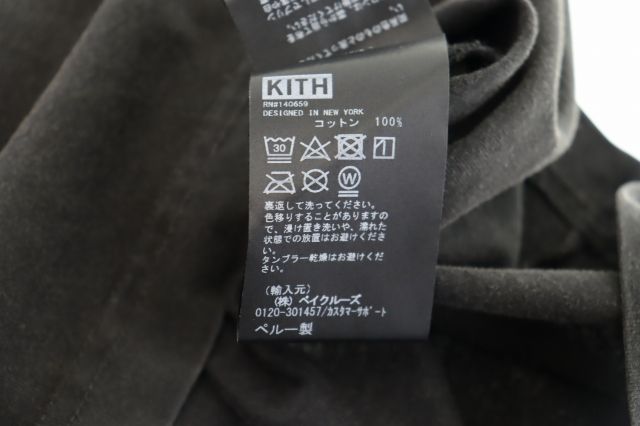 KITH
RN#140659
DESIGNED IN NEW YORK
コットン 100%
30
W
裏返して洗ってください。
色移りすることがありますの
で、浸け置き洗いや、濡れた
状態での放置はお避けくださ
い。
タンブラー乾燥はお避けください
(輸入元)
(株)ベイクルーズ
0120-301457/カスタマーサポート
ペルー製